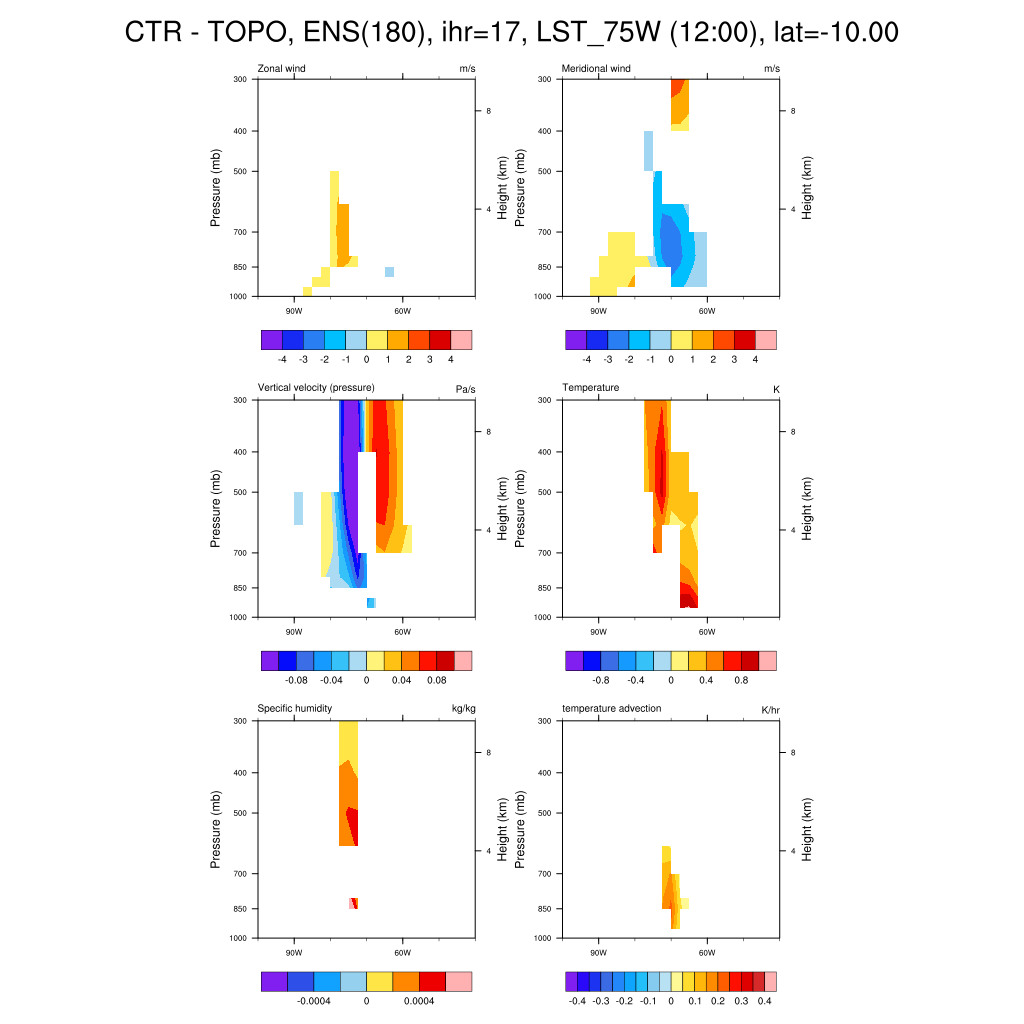 CTR - TOPO, ENS(180), ihr=17, LST_75W (12:00), lat=-10.00
Zonal wind m/s
Meridional wind m/s
300
400
500
700
850
1000
8
4
Pressure (mb)
Height (km)
90W 60W
300
400
500
700
850
1000
8
4
Pressure (mb)
Height (km)
90W 60W
-4 -3 -2 -1 0 1 2 3 4
-4 -3 -2 -1 0 1 2 3 4
Vertical velocity (pressure) Pa/s
Temperature K
300
400
500
700
850
1000
8
4
Pressure (mb)
Height (km)
90W 60W
300
400
500
700
850
1000
8
4
Pressure (mb)
Height (km)
90W 60W
-0.08 -0.04 0 0.04 0.08
-0.8 -0.4 0 0.4 0.8
Specific humidity kg/kg
temperature advection K/hr
300
400
500
700
850
1000
8
4
Pressure (mb)
Height (km)
90W 60W
300
400
500
700
850
1000
8
4
Pressure (mb)
Height (km)
90W 60W
-0.0004 0 0.0004
-0.4 -0.3 -0.2 -0.1 0 0.1 0.2 0.3 0.4